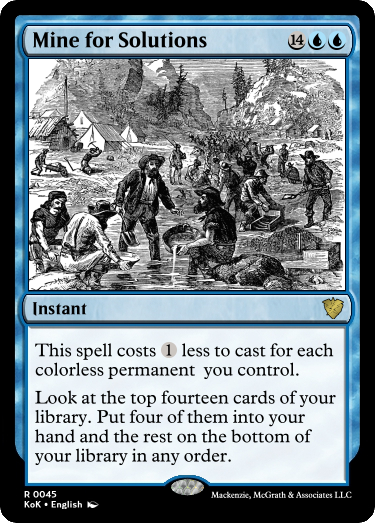 Mine for Solutions 14
Instant
This spell costs 1 less to cast for each
colorless permanent  you control.
Look at the top fourteen cards of your
library. Put four of them into your
hand and the rest on the bottom of
your library in any order.
R 0045
KoK • English Mackenzie, McGrath & Associates LLC